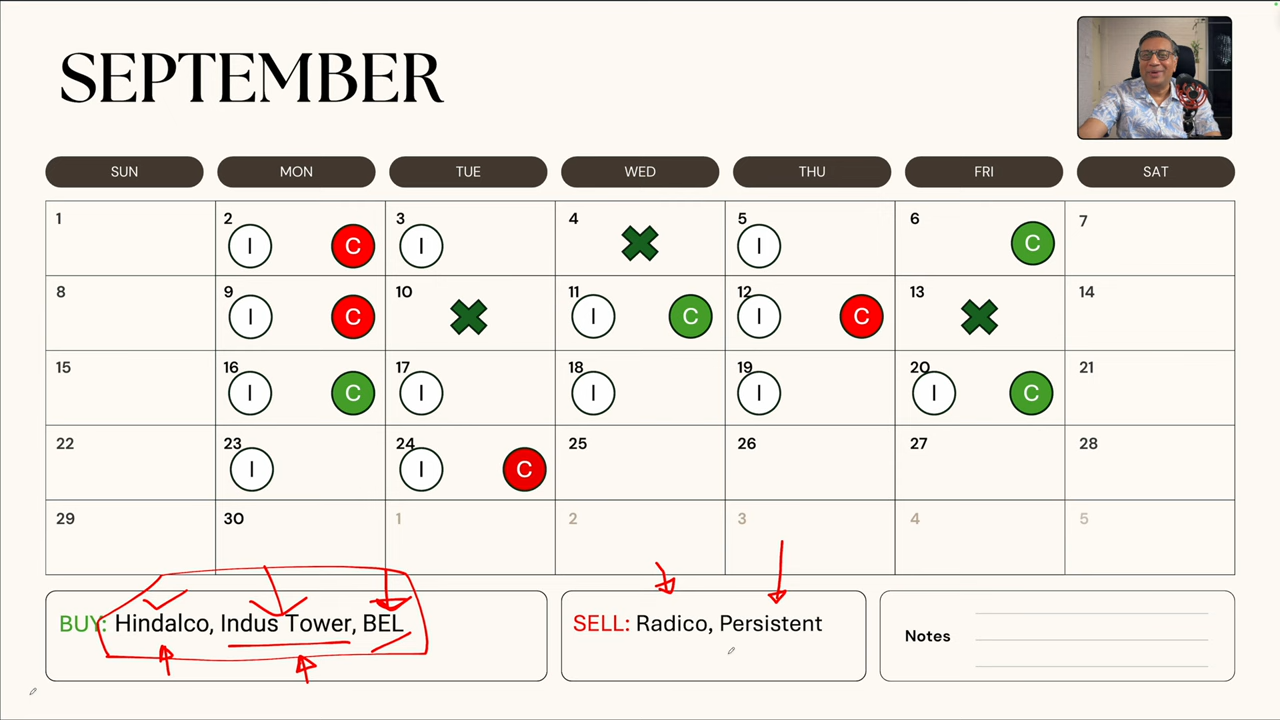 SEPTEMBER
SUN MON TUE WED THU FRI SAT
1 2 3 4 5 6 7
I C I I C
8 9 10 11 12 13 14
I C I C I C
15 16 17 18 19 20 21
I C I I I I C
22 23 24 25 26 27 28
I I C
29 30 1 2 3 4 5
BUY: Hindalco, Indus Tower, BEL
SELL: Radico, Persistent
Notes